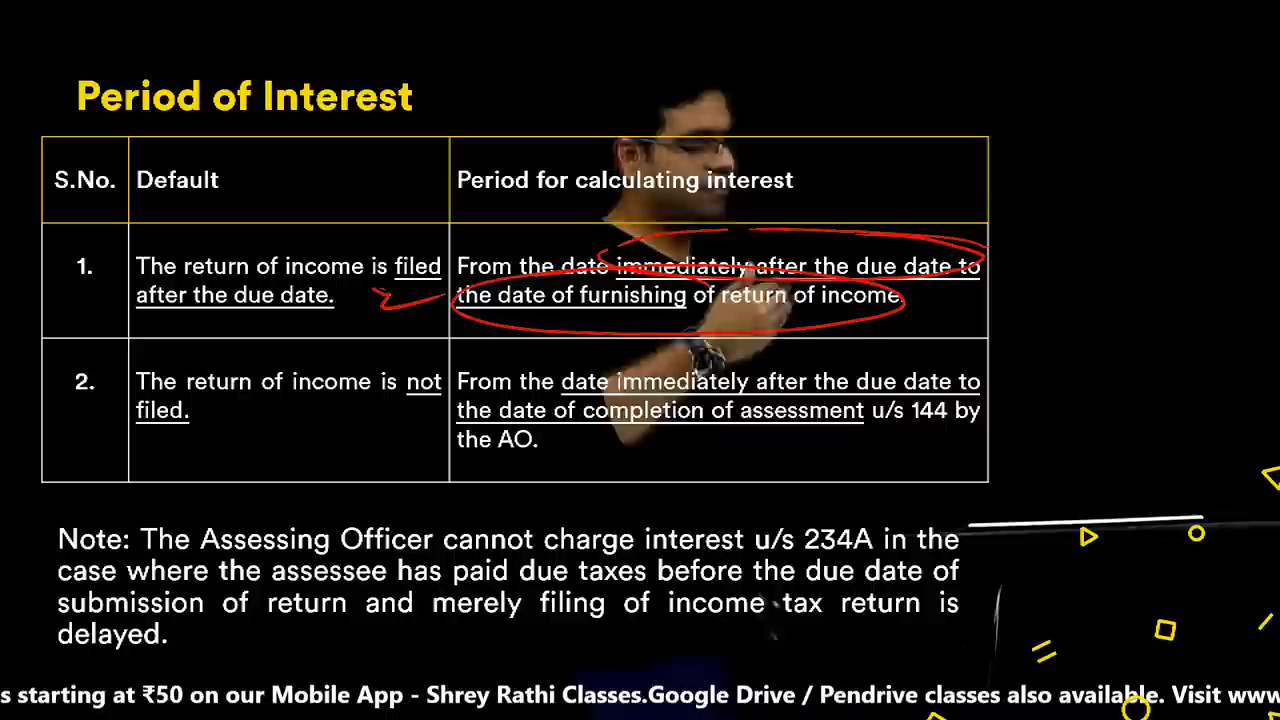 Period of Interest
S.No. Default Period for calculating interest
1. The return of income is filed From the date immediately after the due date to
after the due date. the date of furnishing of return of income
2. The return of income is not From the date immediately after the due date to
filed. the date of completion of assessment u/s 144 by
the AO.
Note: The Assessing Officer cannot charge interest u/s 234A in the
case where the assessee has paid due taxes before the due date of
submission of return and merely filing of income tax return is
delayed.
s starting at ₹50 on our Mobile App - Shrey Rathi Classes.Google Drive / Pendrive classes also available. Visit www